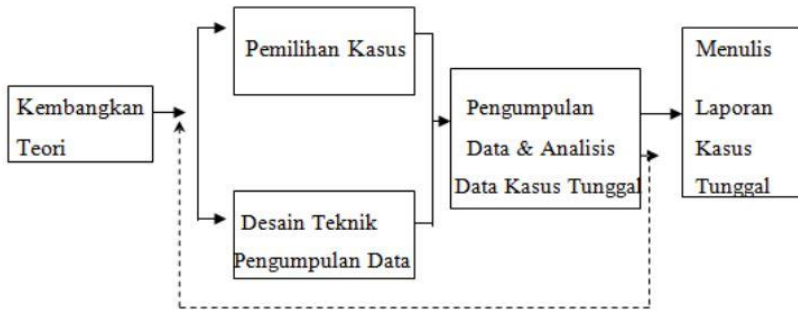 Kembangkan
Teori
Pemilihan Kasus
Desain Teknik
Pengumpulan Data
Pengumpulan
Data & Analisis
Data Kasus Tunggal
Menulis
Laporan
Kasus
Tunggal